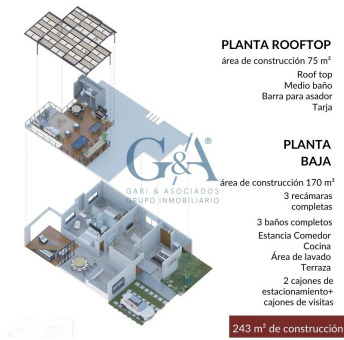 PLANTA ROOFTOP
área de construcción 75 m²
Roof top
Medio baño
Barra para asador
Tarja
G&A
GARI & ASOCIADOS
GRUPO INMOBILIARIO
PLANTA
BAJA
área de construcción 170 m²
3 recámaras
completas
3 baños completos
Estancia Comedor
Cocina
Área de lavado
Terraza
2 cajones de
estacionamiento+
cajones de visitas
243 m² de construcción